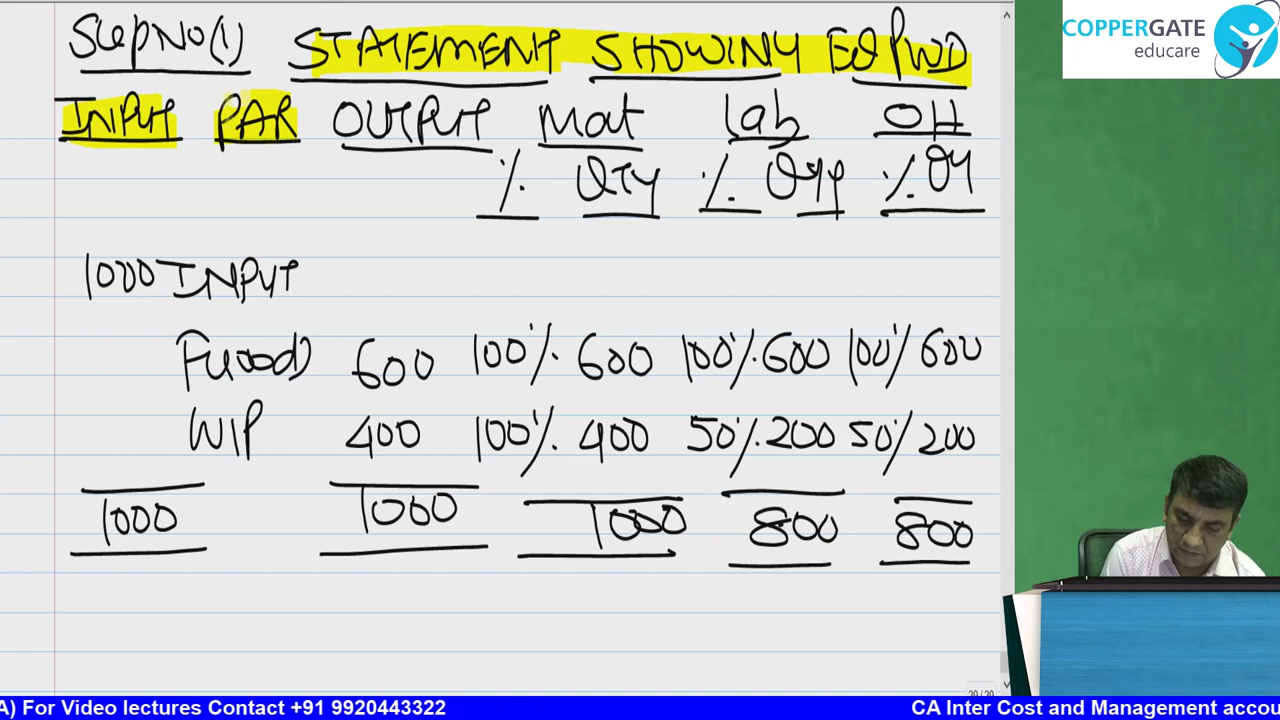 Step No (1) STATEMENT SHOWING EQ PWD
COPPERGATE
educare
INPUT PAR OUTPUT Mat Lab OH
% QTY % Qty % QY
1000 INPUT
600 100% 600 100% 600 100% 600
WIP 400 100% 400 50% 200 50% 200
1000 1000 1000 800 800
A) For Video lectures Contact +91 9920443322 CA Inter Cost and Management accou